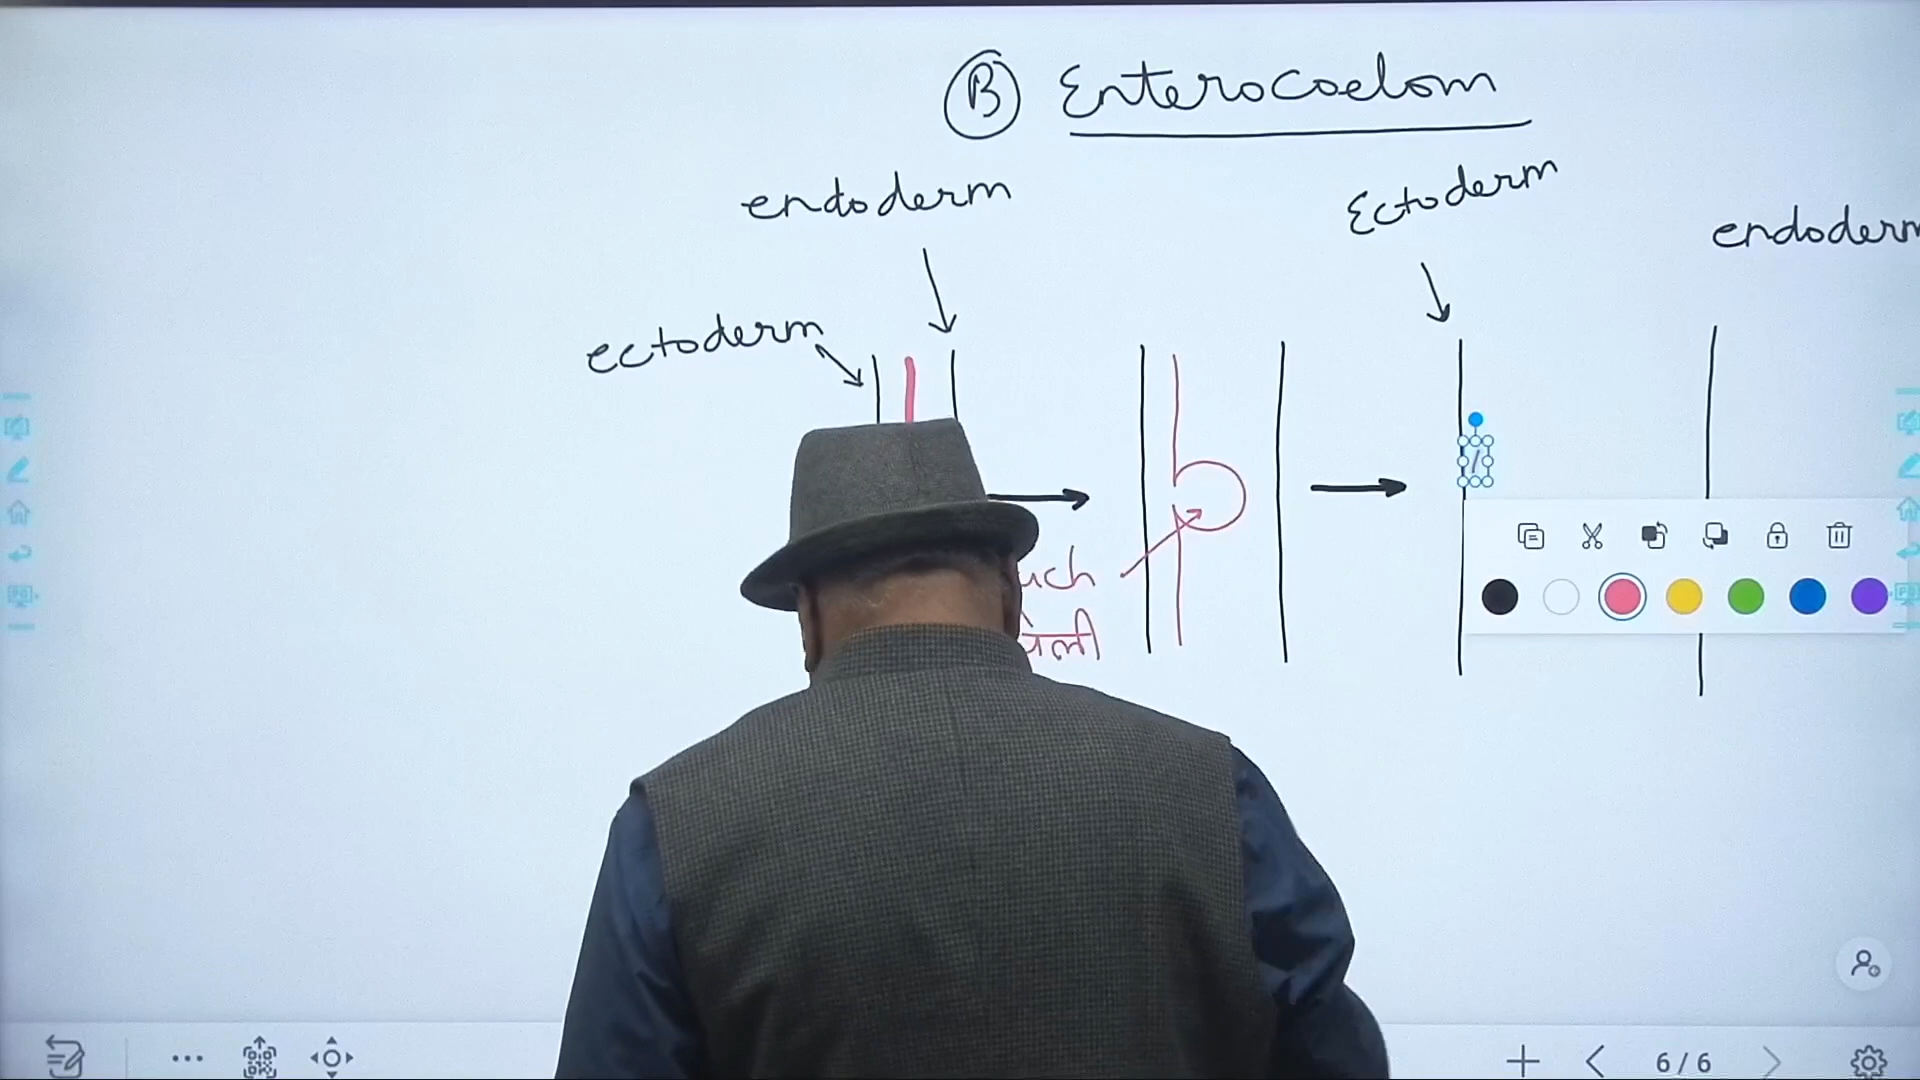 B Enterocoelom
endoderm
Ectoderm
endoderm
ectoderm
6/6